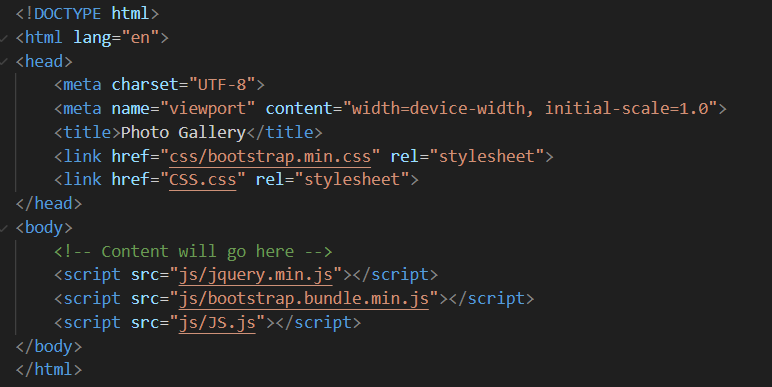 <!DOCTYPE html>
<html lang="en">
<head>
    <meta charset="UTF-8">
    <meta name="viewport" content="width=device-width, initial-scale=1.0">
    <title>Photo Gallery</title>
    <link href="css/bootstrap.min.css" rel="stylesheet">
    <link href="CSS.css" rel="stylesheet">
</head>
<body>
    <!-- Content will go here -->
    <script src="js/jquery.min.js"></script>
    <script src="js/bootstrap.bundle.min.js"></script>
    <script src="js/JS.js"></script>
</body>
</html>